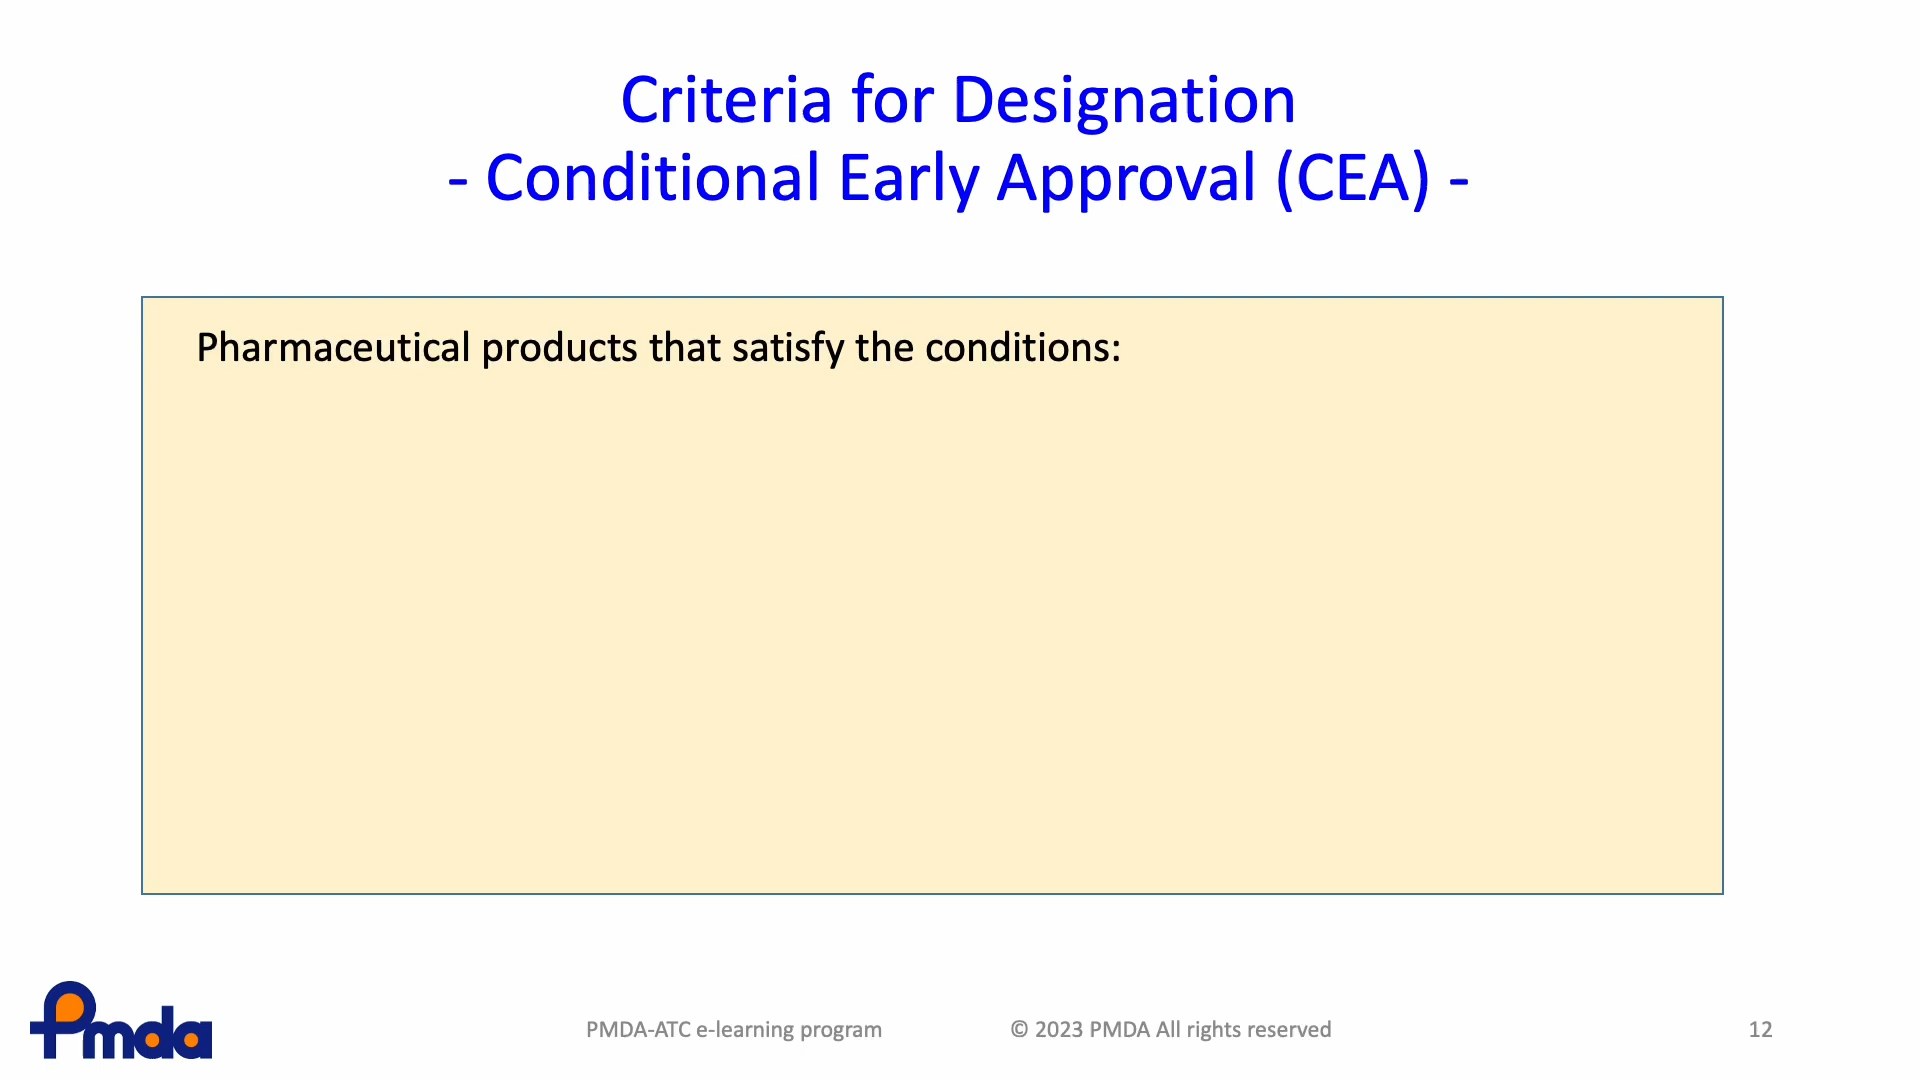 Criteria for Designation
- Conditional Early Approval (CEA) -
Pharmaceutical products that satisfy the conditions:
Pmda
PMDA-ATC e-learning program
© 2023 PMDA All rights reserved
12